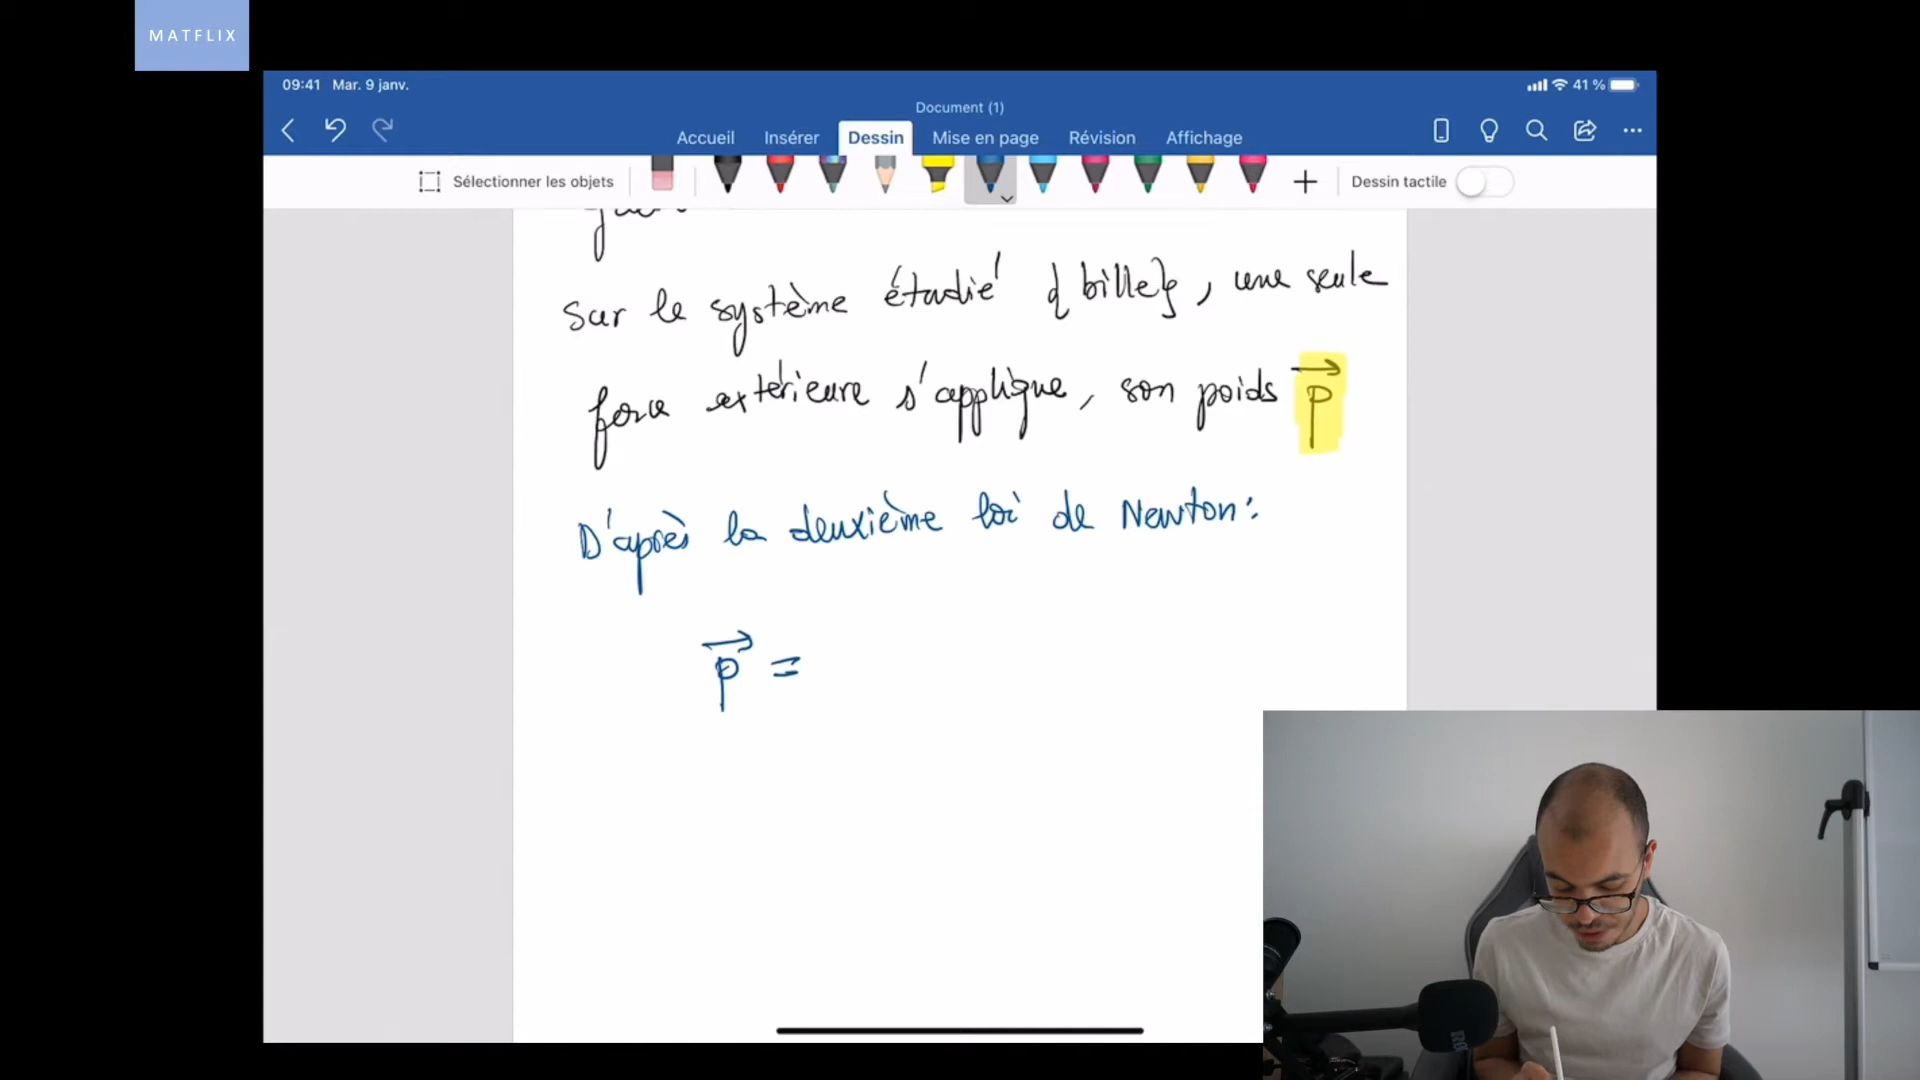 MATFLIX
09:41 Mar. 9 janv.
41 %
Document (1)
Accueil Insérer Dessin Mise en page Révision Affichage
Sélectionner les objets
Dessin tactile
Sur le système étudié {bille}, une seule
force extérieure s'applique, son poids P
D'après la deuxième loi de Newton:
P =